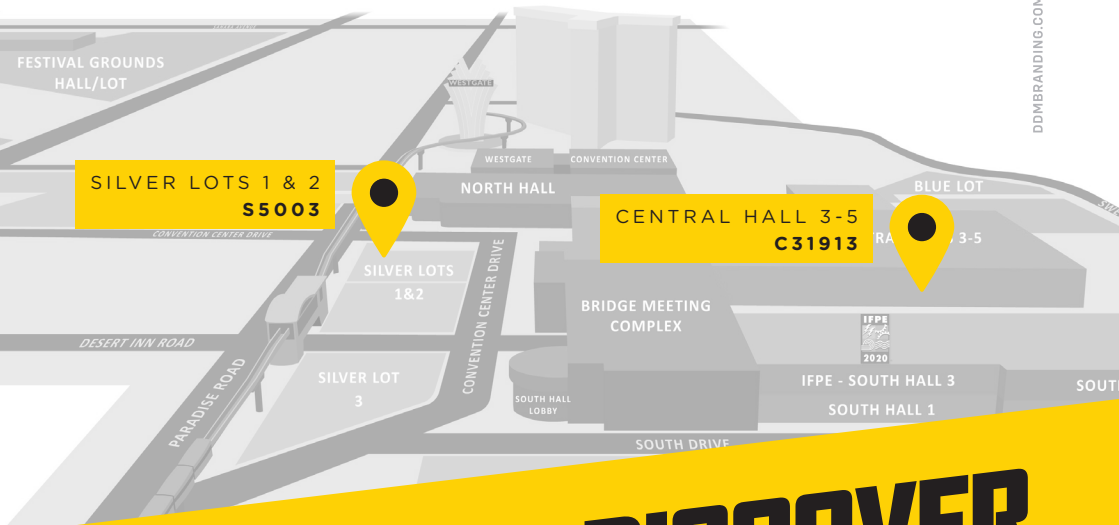 DDMBRANDING.COM
FESTIVAL GROUNDS
HALL/LOT
WESTGATE
SILVER LOTS 1 & 2
S5003
WESTGATE
CONVENTION CENTER
NORTH HALL
BLUE LOT
CENTRAL HALL 3-5
C31913
3-5
CONVENTION CENTER DRIVE
SILVER LOTS
1&2
CONVENTION CENTER DRIVE
BRIDGE MEETING
COMPLEX
IFPE
2020
DESERT INN ROAD
PARADISE ROAD
SILVER LOT
3
SOUTH HALL
LOBBY
IFPE - SOUTH HALL 3
SOUTH HALL 1
SOUTH DRIVE
DISCOVER